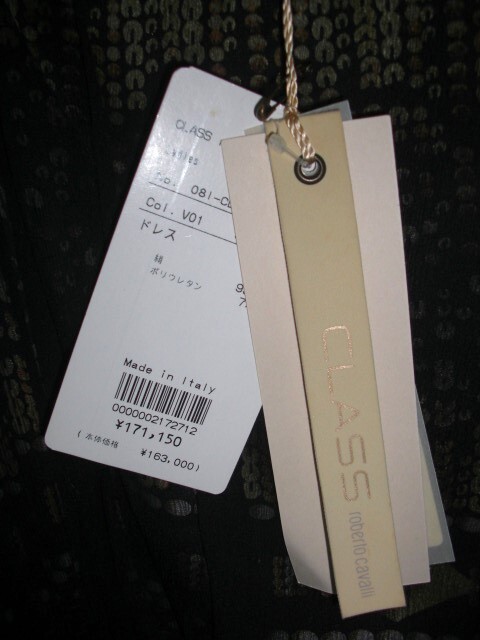 CLASS
Col. V01
ドレス
絹
ポリウレタン
Made in Italy
0000002172712
¥171,150
(本体価格 ¥163,000)
CLASS
roberto cavalli